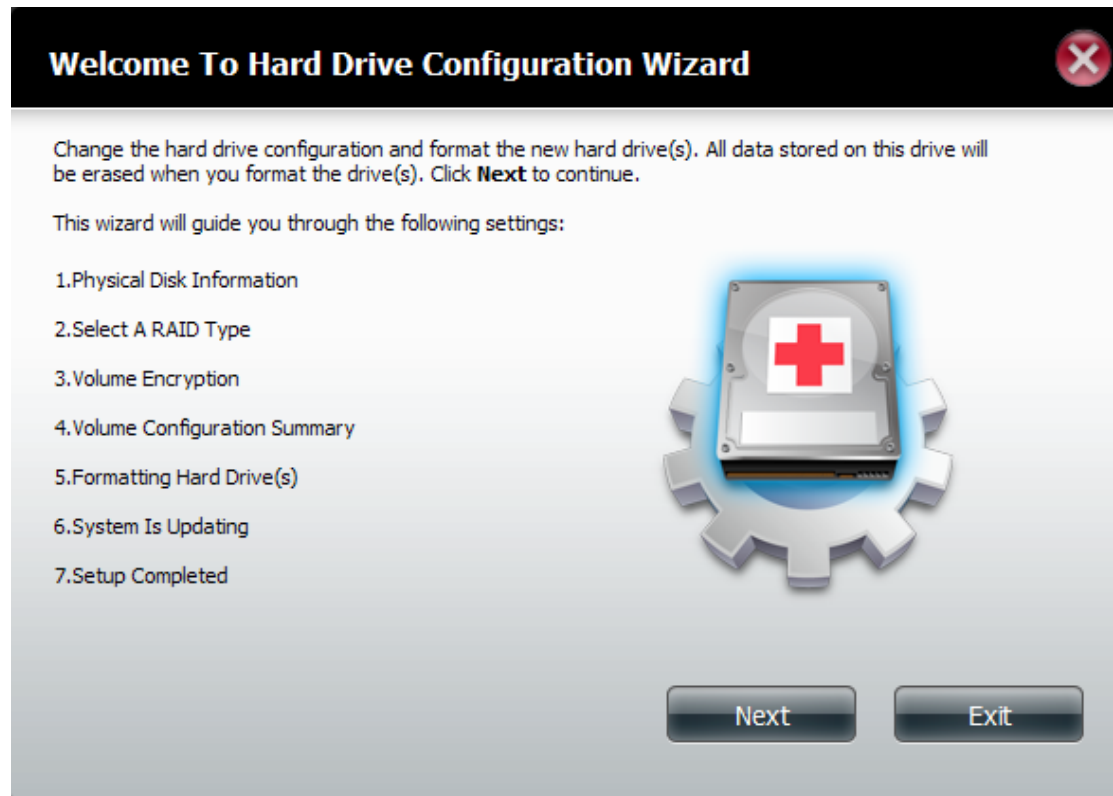 Welcome To Hard Drive Configuration Wizard
Change the hard drive configuration and format the new hard drive(s). All data stored on this drive will
be erased when you format the drive(s). Click Next to continue.
This wizard will guide you through the following settings:
1.Physical Disk Information
2.Select A RAID Type
3.Volume Encryption
4.Volume Configuration Summary
5.Formatting Hard Drive(s)
6.System Is Updating
7.Setup Completed
Next
Exit